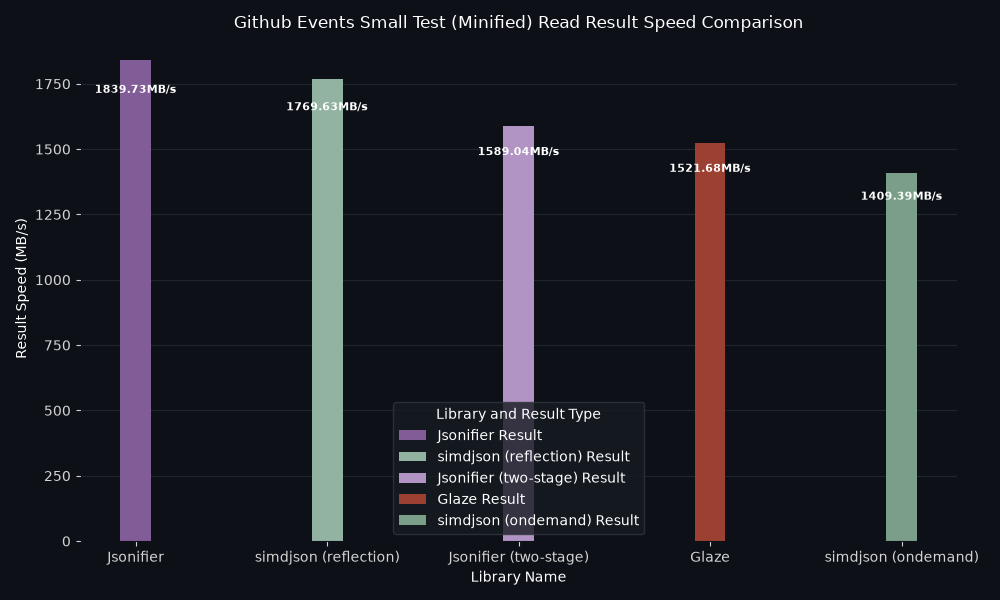 Github Events Small Test (Minified) Read Result Speed Comparison
1750
1500
1250
1000
750
500
250
0
Result Speed (MB/s)
1839.73MB/s
1769.63MB/s
1589.04MB/s
1521.68MB/s
1409.39MB/s
Library and Result Type
Jsonifier Result
simdjson (reflection) Result
Jsonifier (two-stage) Result
Glaze Result
simdjson (ondemand) Result
Jsonifier
simdjson (reflection)
Jsonifier (two-stage)
Glaze
simdjson (ondemand)
Library Name